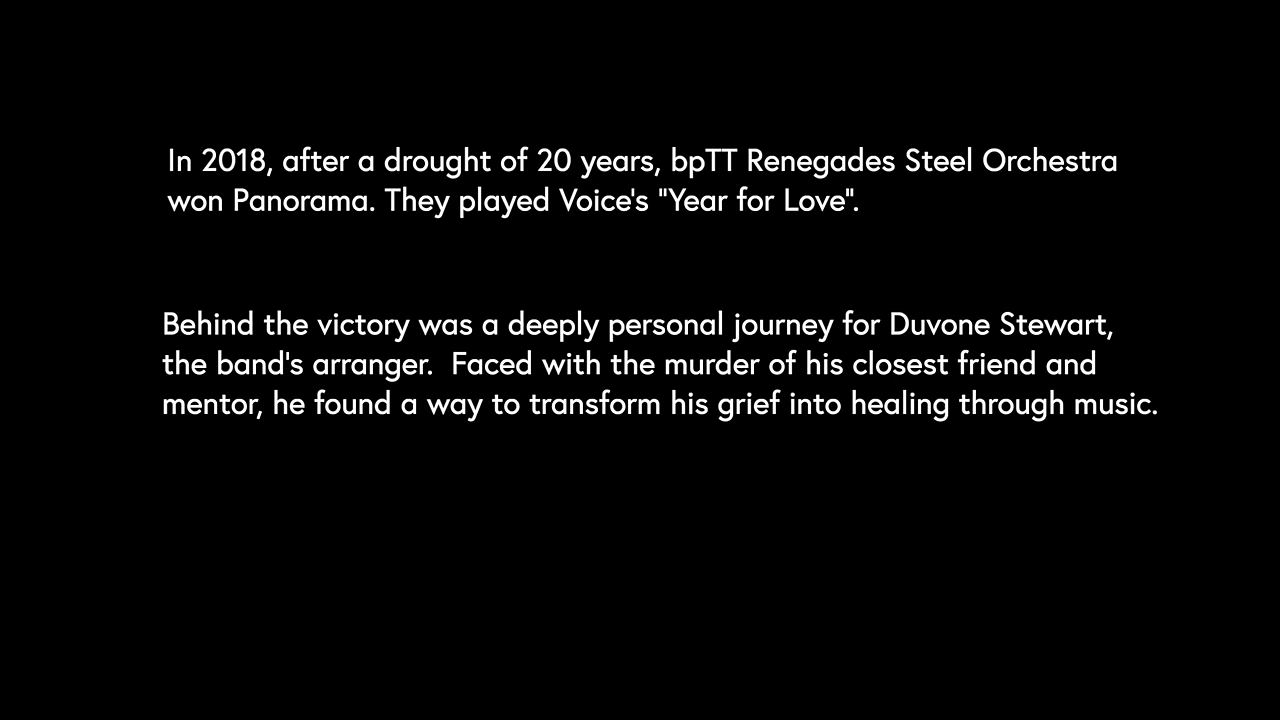 In 2018, after a drought of 20 years, bpTT Renegades Steel Orchestra
won Panorama. They played Voice's "Year for Love".
Behind the victory was a deeply personal journey for Duvone Stewart,
the band's arranger.  Faced with the murder of his closest friend and
mentor, he found a way to transform his grief into healing through music.